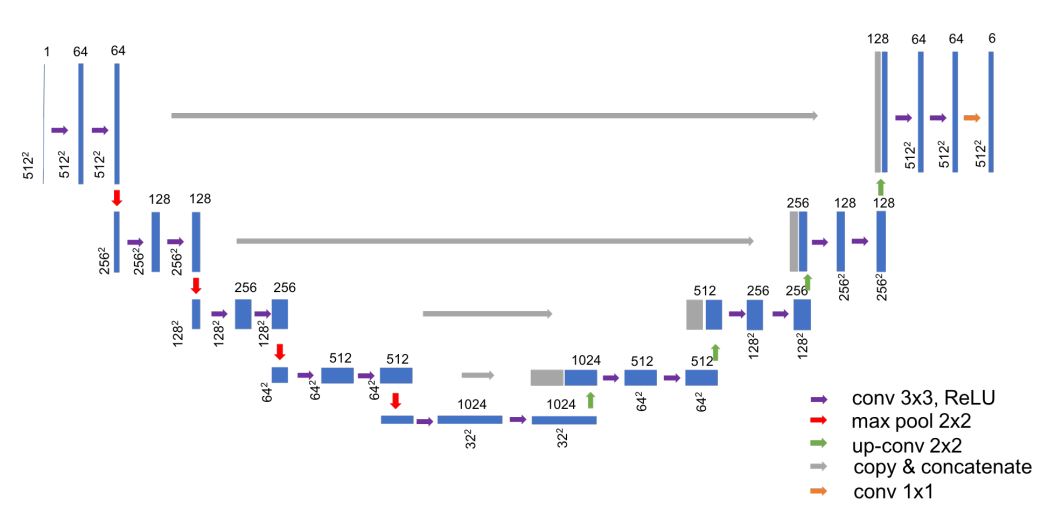 1 64 64 128 64 64 6
512² 512² 512² 512² 512² 512²
128 128 256 128 128
256² 256² 256² 256² 256²
256 256 512 256 256
128² 128² 128² 128² 128²
512 512 1024 512 512
64² 64² 64² 64² 64²
1024 1024
32² 32²
conv 3x3, ReLU
max pool 2x2
up-conv 2x2
copy & concatenate
conv 1x1